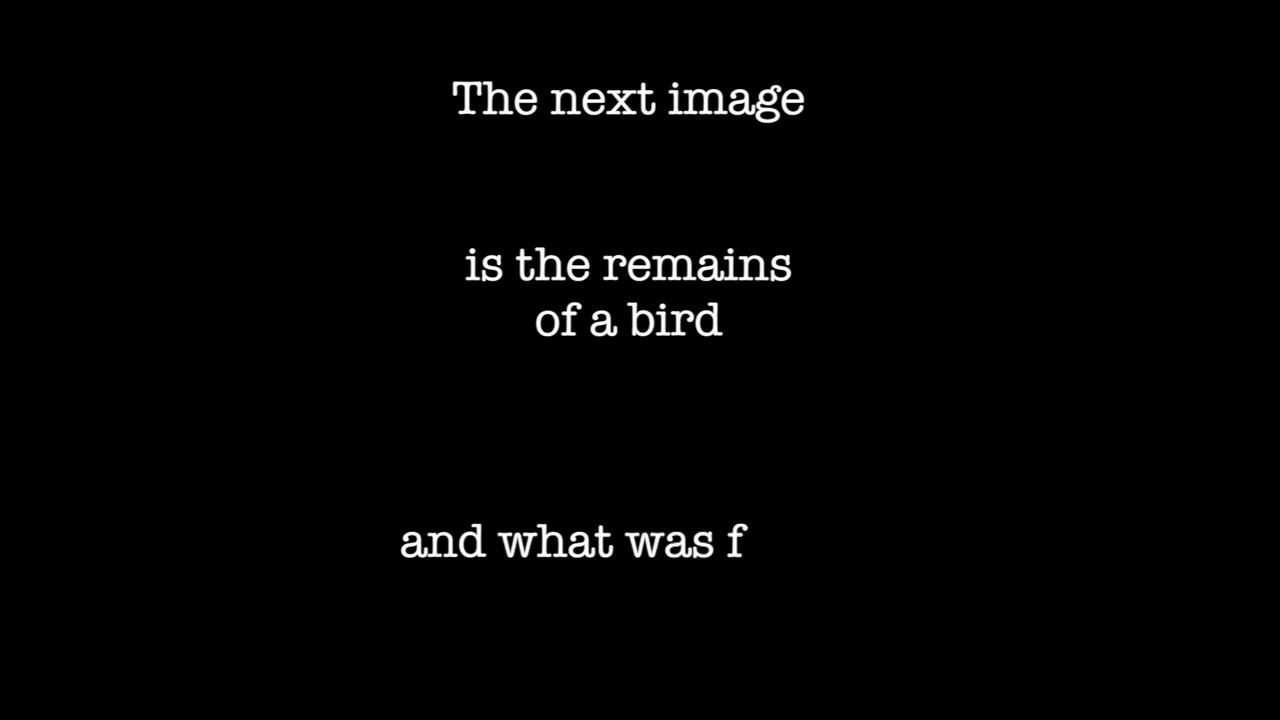 The next image
is the remains
of a bird
and what was f